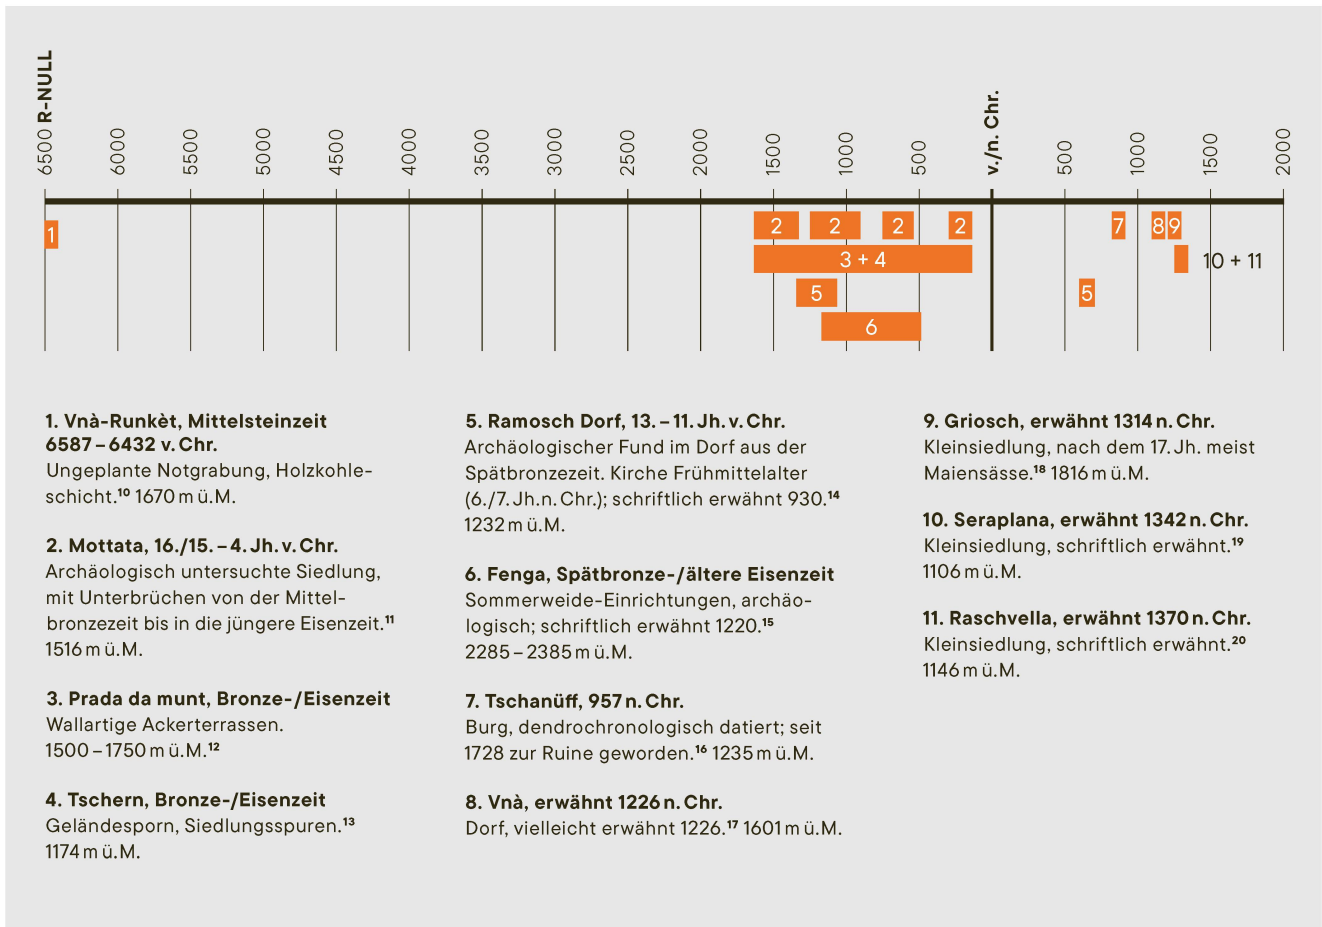 6500 R-NULL
6000
5500
5000
4500
4000
3500
3000
2500
2000
1500
1000
500
v./n. Chr.
500
1000
1500
2000
1
2 2 2 2 7 8 9
3 + 4 10 + 11
5 5
6
1. Vnà-Runkèt, Mittelsteinzeit
6587 – 6432 v. Chr.
Ungeplante Notgrabung, Holzkohle-
schicht.¹⁰ 1670 m ü.M.
2. Mottata, 16./15. – 4. Jh. v. Chr.
Archäologisch untersuchte Siedlung,
mit Unterbrüchen von der Mittel-
bronzezeit bis in die jüngere Eisenzeit.¹¹
1516 m ü.M.
3. Prada da munt, Bronze-/Eisenzeit
Wallartige Ackerterrassen.
1500 – 1750 m ü.M.¹²
4. Tschern, Bronze-/Eisenzeit
Geländesporn, Siedlungsspuren.¹³
1174 m ü.M.
5. Ramosch Dorf, 13. – 11. Jh. v. Chr.
Archäologischer Fund im Dorf aus der
Spätbronzezeit. Kirche Frühmittelalter
(6./7. Jh. n. Chr.); schriftlich erwähnt 930.¹⁴
1232 m ü.M.
6. Fenga, Spätbronze-/ältere Eisenzeit
Sommerweide-Einrichtungen, archäo-
logisch; schriftlich erwähnt 1220.¹⁵
2285 – 2385 m ü.M.
7. Tschanüff, 957 n. Chr.
Burg, dendrochronologisch datiert; seit
1728 zur Ruine geworden.¹⁶ 1235 m ü.M.
8. Vnà, erwähnt 1226 n. Chr.
Dorf, vielleicht erwähnt 1226.¹⁷ 1601 m ü.M.
9. Griosch, erwähnt 1314 n. Chr.
Kleinsiedlung, nach dem 17. Jh. meist
Maiensässe.¹⁸ 1816 m ü.M.
10. Seraplana, erwähnt 1342 n. Chr.
Kleinsiedlung, schriftlich erwähnt.¹⁹
1106 m ü.M.
11. Raschvella, erwähnt 1370 n. Chr.
Kleinsiedlung, schriftlich erwähnt.²⁰
1146 m ü.M.